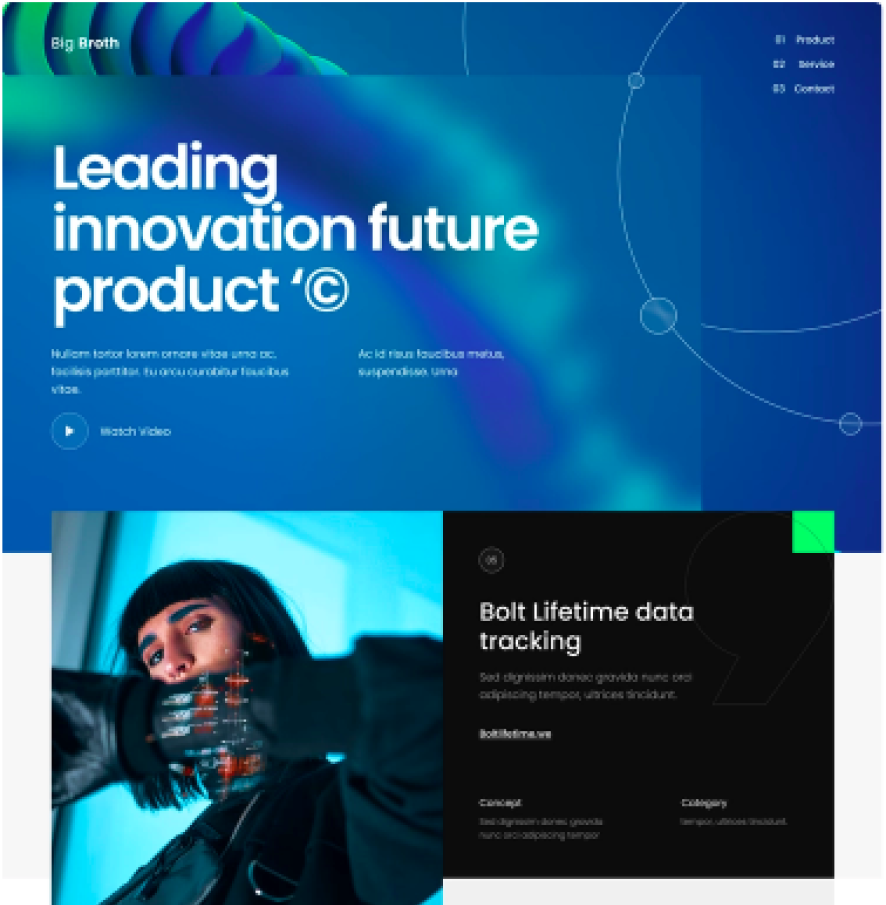 Big Broth
01 Product
02 Service
03 Contact
Leading
innovation future
product ‘©
Nullam tortor lorem ornare vitae urna ac,
facilisis porttitor. Eu arcu curabitur faucibus
vitae.
Ac id risus faucibus metus,
suspendisse. Urna
Watch Video
05
Bolt Lifetime data
tracking
Sed dignissim donec gravida nunc orci
adipiscing tempor, ultrices tincidunt.
Boltlifetime.we
Concept
Sed dignissim donec gravida
nunc orci adipiscing tempor
Category
tempor, ultrices tincidunt.